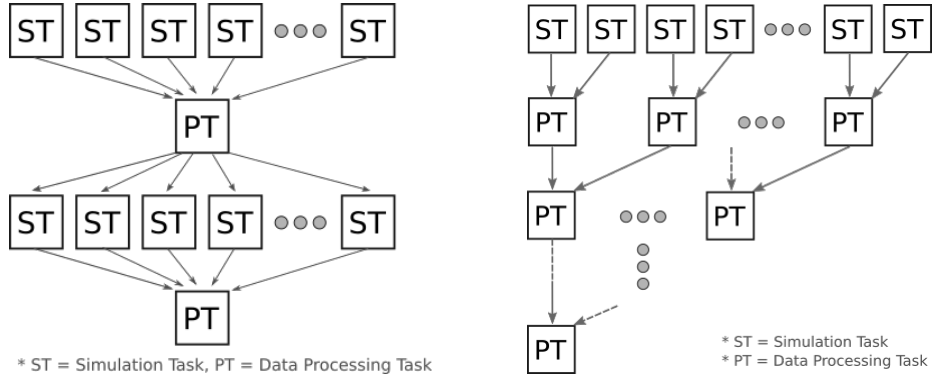 ST ST ST ST ST
PT
ST ST ST ST ST
PT
* ST = Simulation Task, PT = Data Processing Task
ST ST ST ST ST ST
PT PT PT
PT PT
PT
* ST = Simulation Task
* PT = Data Processing Task